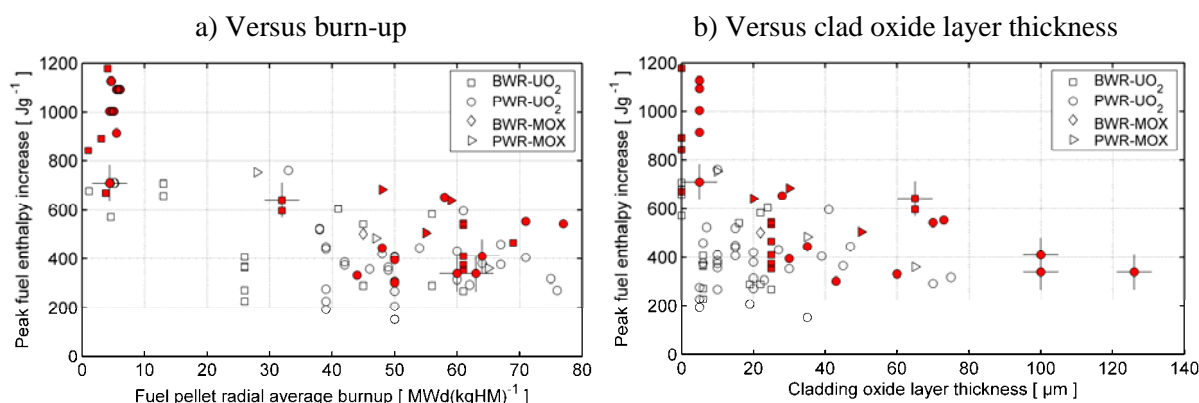 a) Versus burn-up
Peak fuel enthalpy increase [ Jg⁻¹ ]
1200
1000
800
600
400
200
0
BWR-UO₂
PWR-UO₂
BWR-MOX
PWR-MOX
0 10 20 30 40 50 60 70 80
Fuel pellet radial average burnup [ MWd(kgHM)⁻¹ ]
b) Versus clad oxide layer thickness
Peak fuel enthalpy increase [ Jg⁻¹ ]
1200
1000
800
600
400
200
0
BWR-UO₂
PWR-UO₂
BWR-MOX
PWR-MOX
0 20 40 60 80 100 120 140
Cladding oxide layer thickness [ µm ]